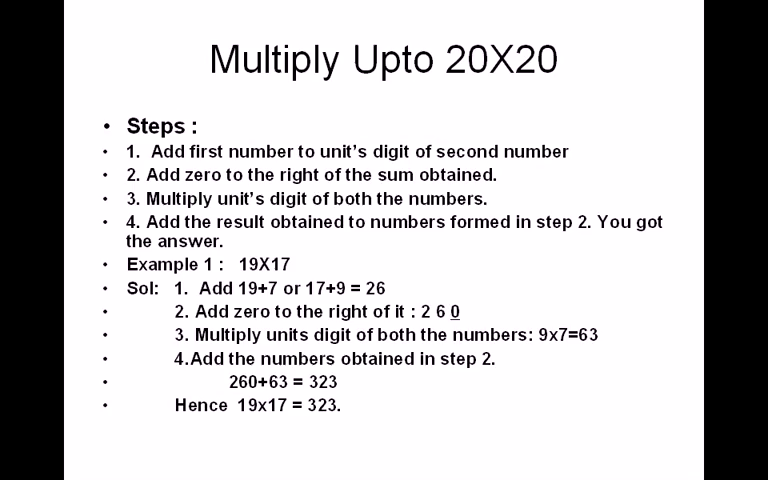 Multiply Upto 20X20
• Steps :
• 1. Add first number to unit's digit of second number
• 2. Add zero to the right of the sum obtained.
• 3. Multiply unit's digit of both the numbers.
• 4. Add the result obtained to numbers formed in step 2. You got
the answer.
• Example 1 : 19X17
• Sol: 1. Add 19+7 or 17+9 = 26
• 2. Add zero to the right of it : 2 6 0
• 3. Multiply units digit of both the numbers: 9x7=63
• 4.Add the numbers obtained in step 2.
• 260+63 = 323
• Hence 19x17 = 323.